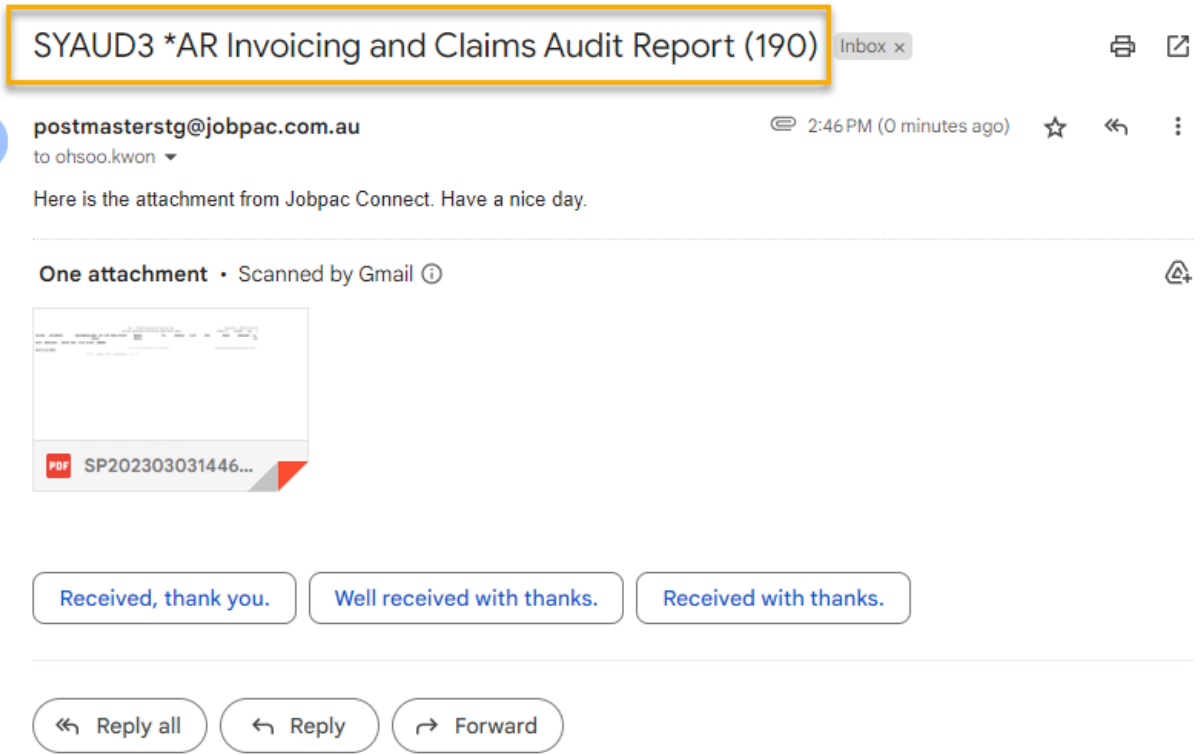 SYAUD3 *AR Invoicing and Claims Audit Report (190) Inbox ×
postmasterstg@jobpac.com.au 2:46 PM (0 minutes ago)
to ohsoo.kwon
Here is the attachment from Jobpac Connect. Have a nice day.
One attachment • Scanned by Gmail
PDF SP202303031446...
Received, thank you. Well received with thanks. Received with thanks.
Reply all Reply Forward